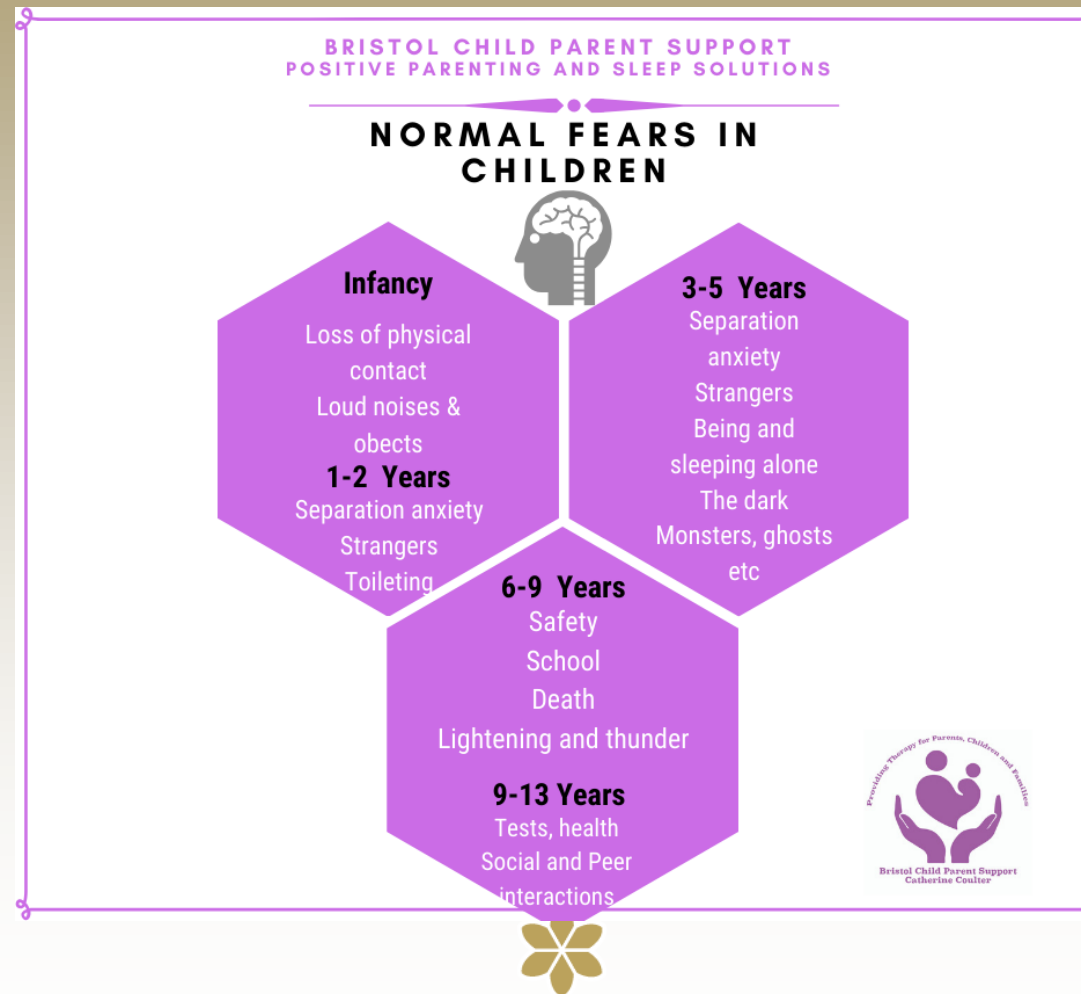 BRISTOL CHILD PARENT SUPPORT
POSITIVE PARENTING AND SLEEP SOLUTIONS
NORMAL FEARS IN
CHILDREN
Infancy
Loss of physical
contact
Loud noises &
obects
1-2 Years
Separation anxiety
Strangers
Toileting
3-5 Years
Separation
anxiety
Strangers
Being and
sleeping alone
The dark
Monsters, ghosts
etc
6-9 Years
Safety
School
Death
Lightening and thunder
9-13 Years
Tests, health
Social and Peer
interactions
Providing Therapy for Parents, Children and Families
Bristol Child Parent Support
Catherine Coulter